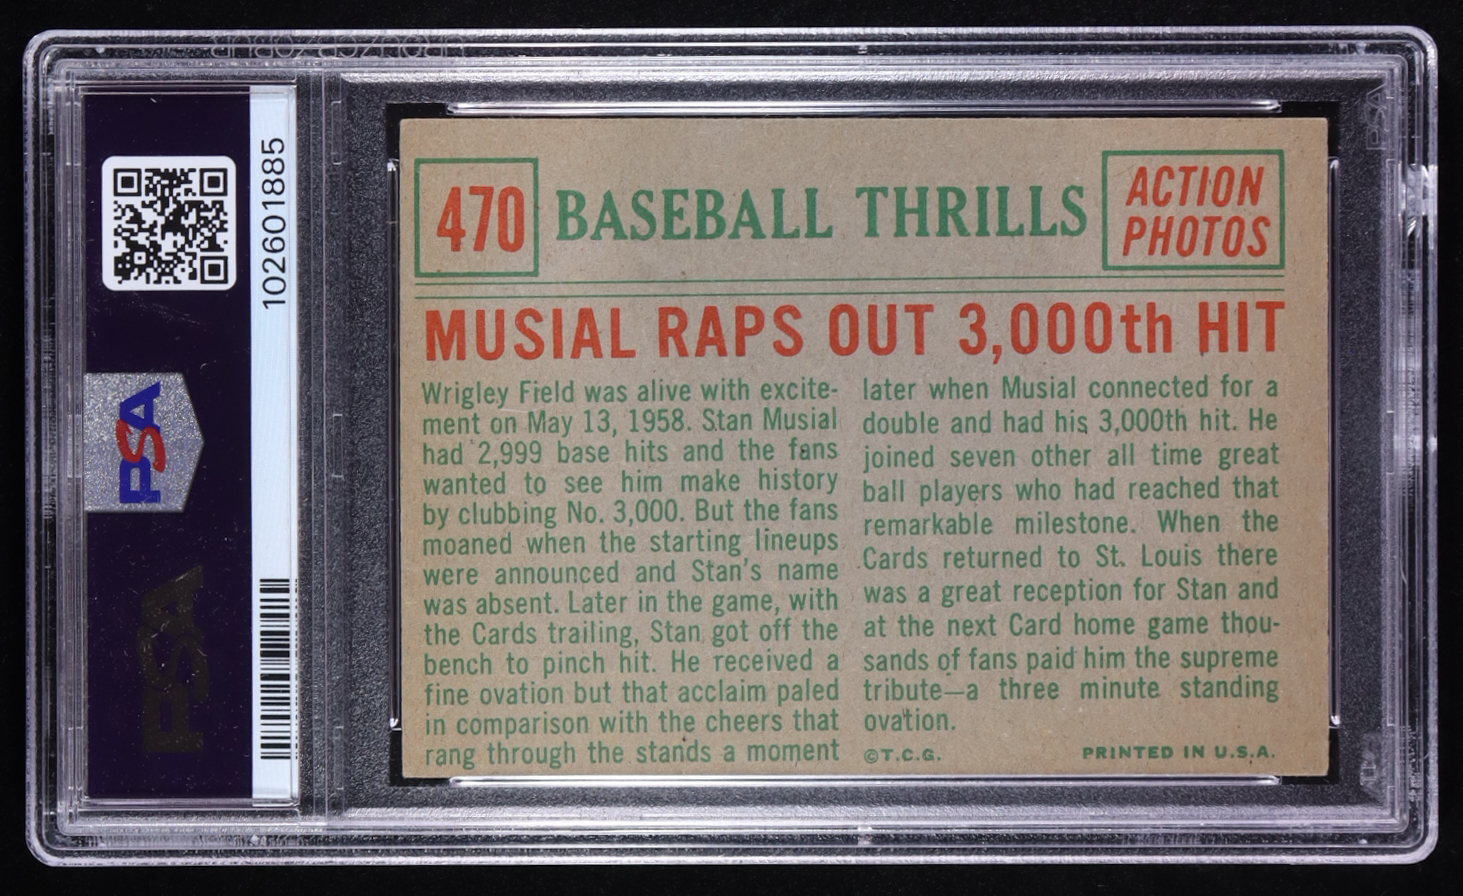 102601885
PSA
PSA
470
BASEBALL THRILLS
ACTION
PHOTOS
MUSIAL RAPS OUT 3,000th HIT
Wrigley Field was alive with excite-
ment on May 13, 1958. Stan Musial
had 2,999 base hits and the fans
wanted to see him make history
by clubbing No. 3,000. But the fans
moaned when the starting lineups
were announced and Stan's name
was absent. Later in the game, with
the Cards trailing, Stan got off the
bench to pinch hit. He received a
fine ovation but that acclaim paled
in comparison with the cheers that
rang through the stands a moment
later when Musial connected for a
double and had his 3,000th hit. He
joined seven other all time great
ball players who had reached that
remarkable milestone. When the
Cards returned to St. Louis there
was a great reception for Stan and
at the next Card home game thou-
sands of fans paid him the supreme
tribute—a three minute standing
ovation.
©T.C.G.
PRINTED IN U.S.A.